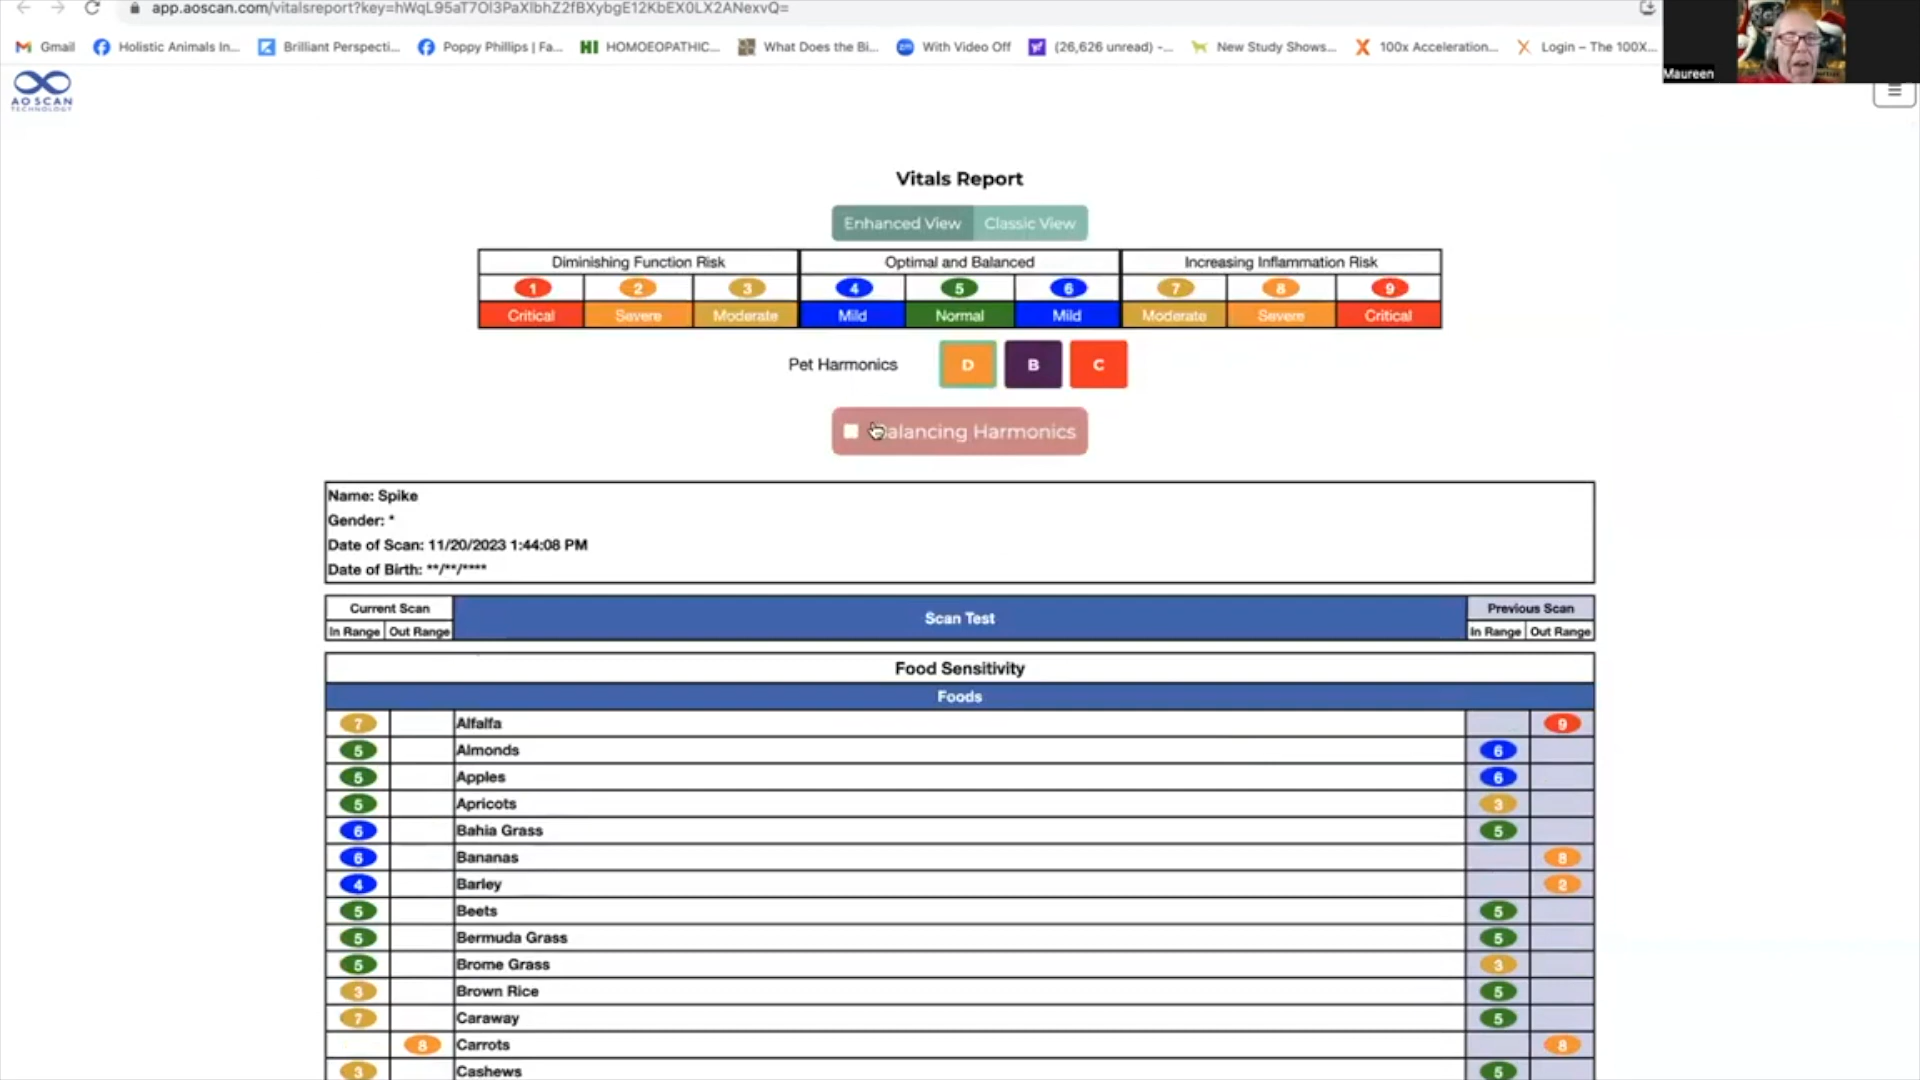 app.aoscan.com/vitalsreport?key=
Gmail
Holistic Animals In...
Brilliant Perspecti...
Poppy Phillips | Fa...
HI HOMOEOPATHIC...
What Does the Bi...
zm With Video Off
(26,626 unread) -...
New Study Shows...
100x Acceleration...
Login – The 100X...
Maureen
AO SCAN
TECHNOLOGY
Vitals Report
Enhanced View Classic View
Diminishing Function Risk Optimal and Balanced Increasing Inflammation Risk
1 2 3 4 5 6 7 8 9
Critical Severe Moderate Mild Normal Mild Moderate Severe Critical
Pet Harmonics D B C
alancing Harmonics
Name: Spike
Gender: *
Date of Scan: 11/20/2023 1:44:08 PM
Date of Birth: **/**/****
Current Scan Scan Test Previous Scan
In Range Out Range In Range Out Range
Food Sensitivity
Foods
7 Alfalfa 9
5 Almonds 6
5 Apples 6
5 Apricots 3
6 Bahia Grass 5
6 Bananas 8
4 Barley 2
5 Beets 5
5 Bermuda Grass 5
5 Brome Grass 3
3 Brown Rice 5
7 Caraway 5
8 Carrots 8
3 Cashews 5